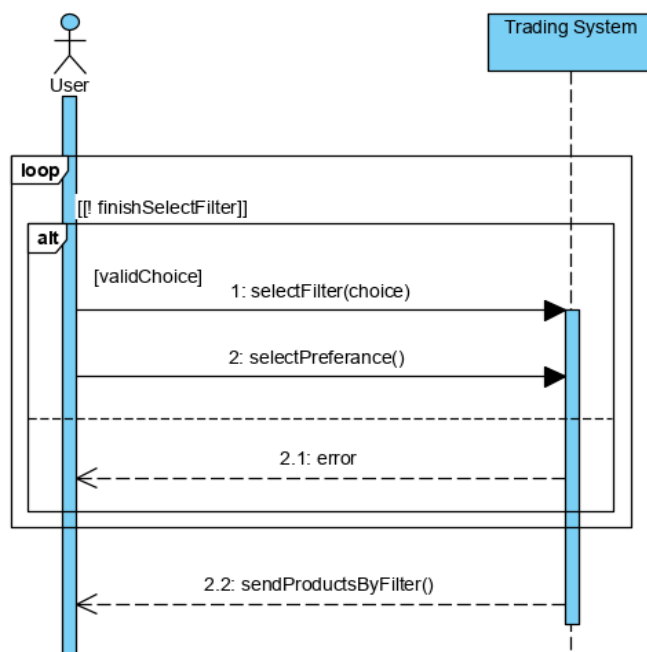 Trading System
User
loop
[[! finishSelectFilter]]
alt
[validChoice]
1: selectFilter(choice)
2: selectPreferance()
2.1: error
2.2: sendProductsByFilter()